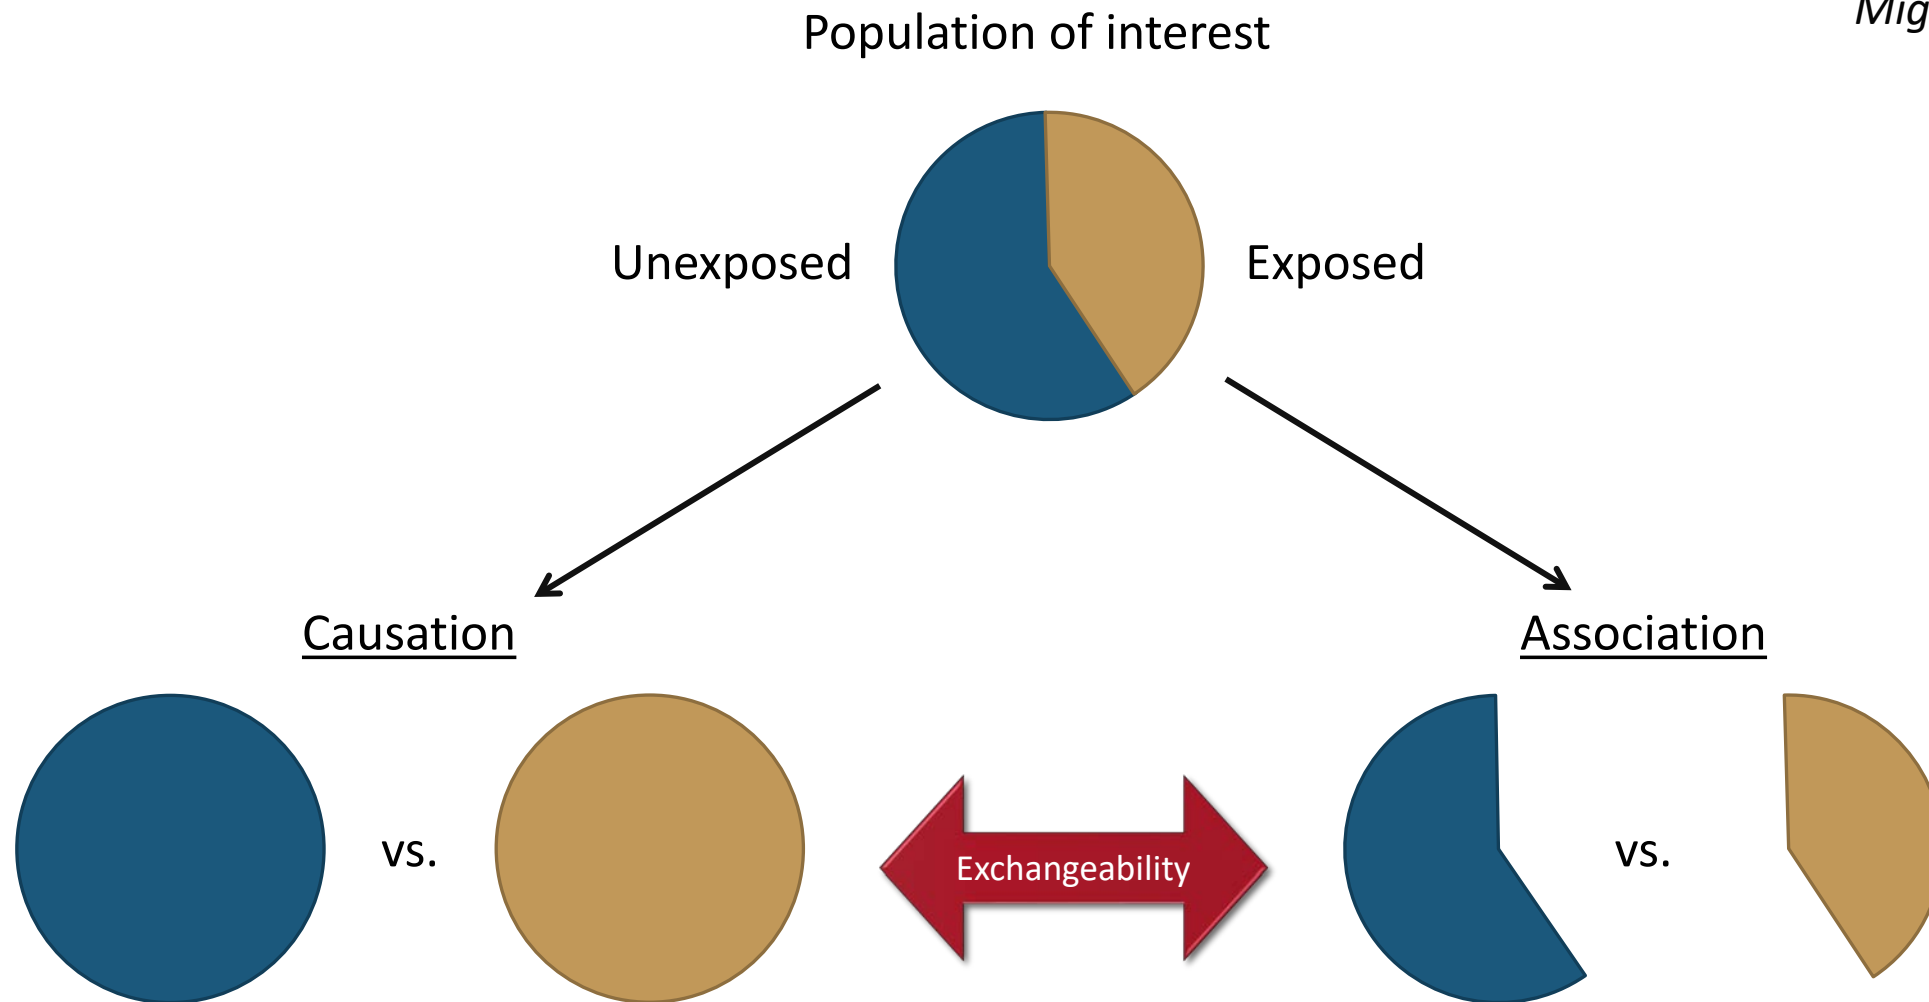 Population of interest
Unexposed
Exposed
Causation
Association
vs.
Exchangeability
vs.